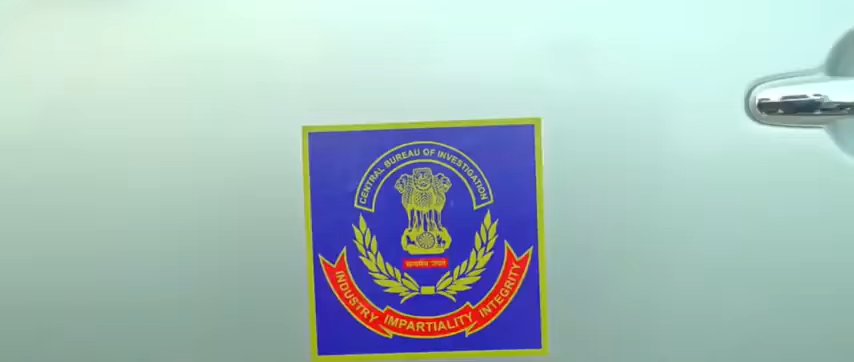 CENTRAL BUREAU OF INVESTIGATION
सत्यमेव जयते
INDUSTRY IMPARTIALITY INTEGRITY